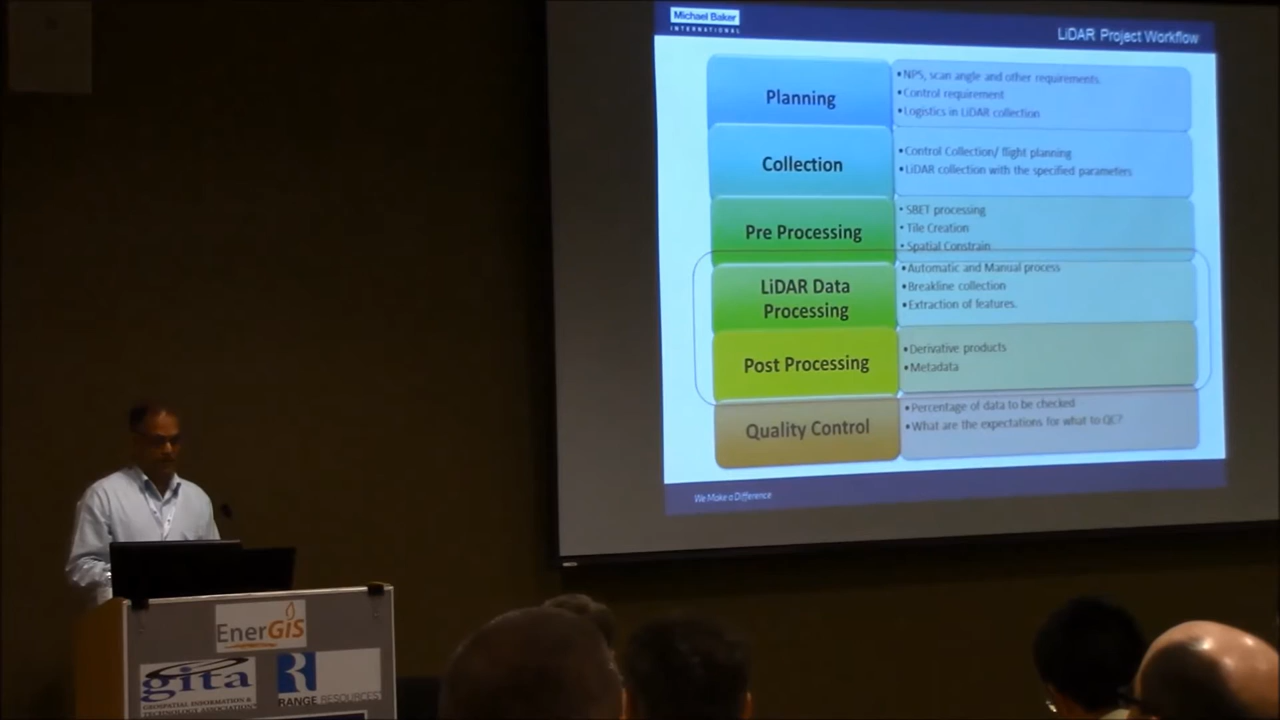 Michael Baker
INTERNATIONAL
LiDAR Project Workflow
Planning
• NPS, scan angle and other requirements.
• Control requirement
• Logistics in LiDAR collection
Collection
• Control Collection/ flight planning
• LiDAR collection with the specified parameters
Pre Processing
• SBET processing
• Tile Creation
• Spatial Constrain
LiDAR Data
Processing
• Automatic and Manual process
• Breakline collection
• Extraction of features.
Post Processing
• Derivative products
• Metadata
Quality Control
• Percentage of data to be checked
• What are the expectations for what to QC?
We Make a Difference
EnerGIS
gita
GEOSPATIAL INFORMATION &
TECHNOLOGY ASSOCIATION
R
RANGE RESOURCES